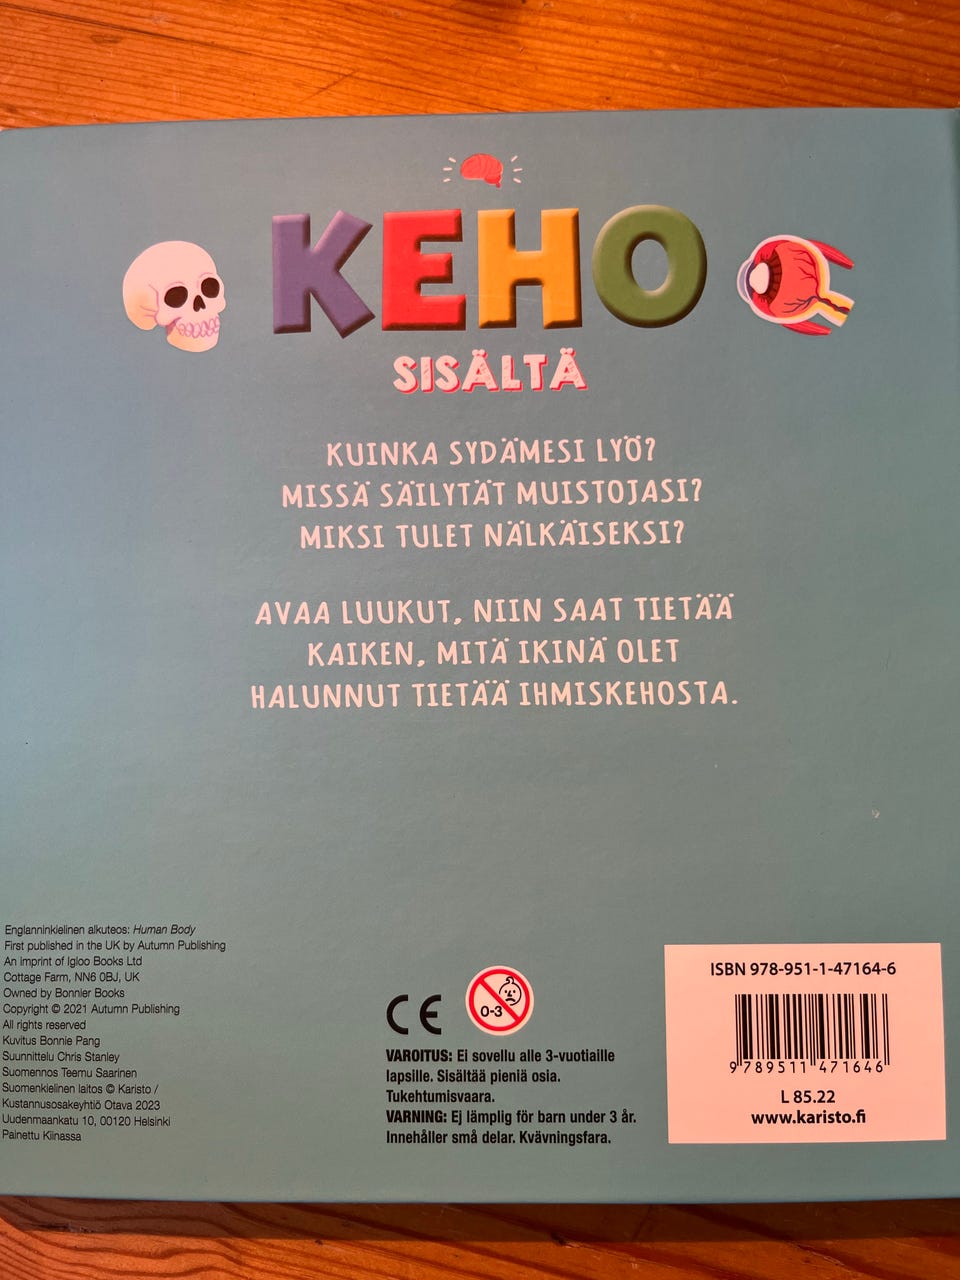 KEHO
SISÄLTÄ
KUINKA SYDÄMESI LYÖ?
MISSÄ SÄILYTÄT MUISTOJASI?
MIKSI TULET NÄLKÄISEKSI?
AVAA LUUKUT, NIIN SAAT TIETÄÄ
KAIKEN, MITÄ IKINÄ OLET
HALUNNUT TIETÄÄ IHMISKEHOSTA.
Englanninkielinen alkuteos: Human Body
First published in the UK by Autumn Publishing
An imprint of Igloo Books Ltd
Cottage Farm, NN6 0BJ, UK
Owned by Bonnier Books
Copyright © 2021 Autumn Publishing
All rights reserved
Kuvitus Bonnie Pang
Suunnittelu Chris Stanley
Suomennos Teemu Saarinen
Suomenkielinen laitos © Karisto /
Kustannusosakeyhtiö Otava 2023
Uudenmaankatu 10, 00120 Helsinki
Painettu Kiinassa
CE
0-3
VAROITUS: Ei sovellu alle 3-vuotiaille
lapsille. Sisältää pieniä osia.
Tukehtumisvaara.
VARNING: Ej lämplig för barn under 3 år.
Innehåller små delar. Kvävningsfara.
ISBN 978-951-1-47164-6
9 789511 471646
L 85.22
www.karisto.fi